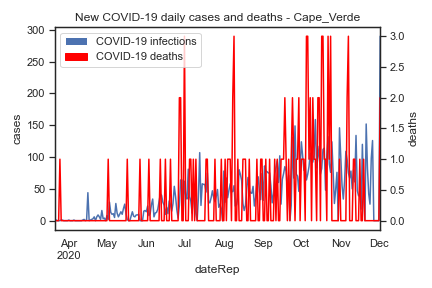 New COVID-19 daily cases and deaths - Cape_Verde
COVID-19 infections
COVID-19 deaths
300
250
200
150
100
50
0
cases
3.0
2.5
2.0
1.5
1.0
0.5
0.0
deaths
Apr May Jun Jul Aug Sep Oct Nov Dec
2020
dateRep